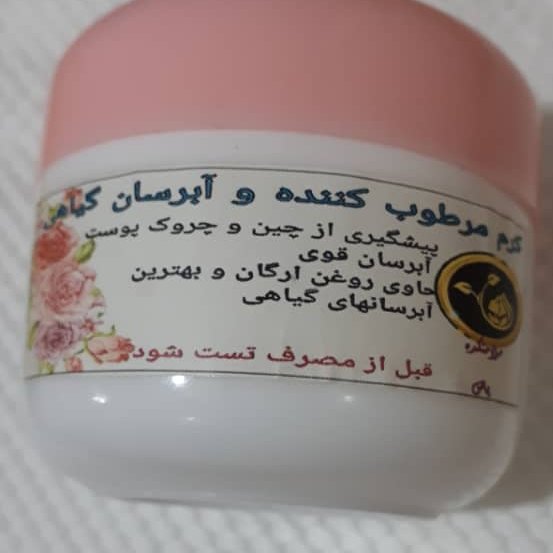 کرم مرطوب کننده و آبرسان گیاهی
پیشگیری از چین و چروک پوست
آبرسان قوی
حاوی روغن ارگان و بهترین
آبرسانهای گیاهی
قبل از مصرف تست شود